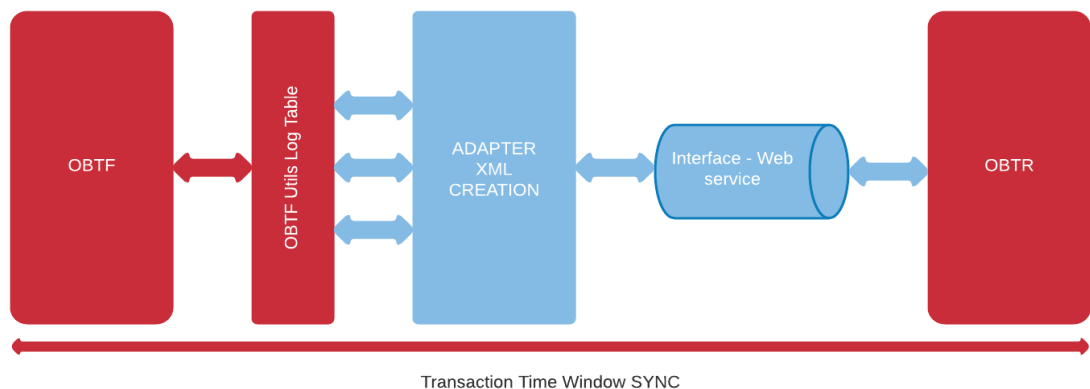 OBTF
OBTF Utils Log Table
ADAPTER
XML
CREATION
Interface - Web
service
OBTR
Transaction Time Window SYNC